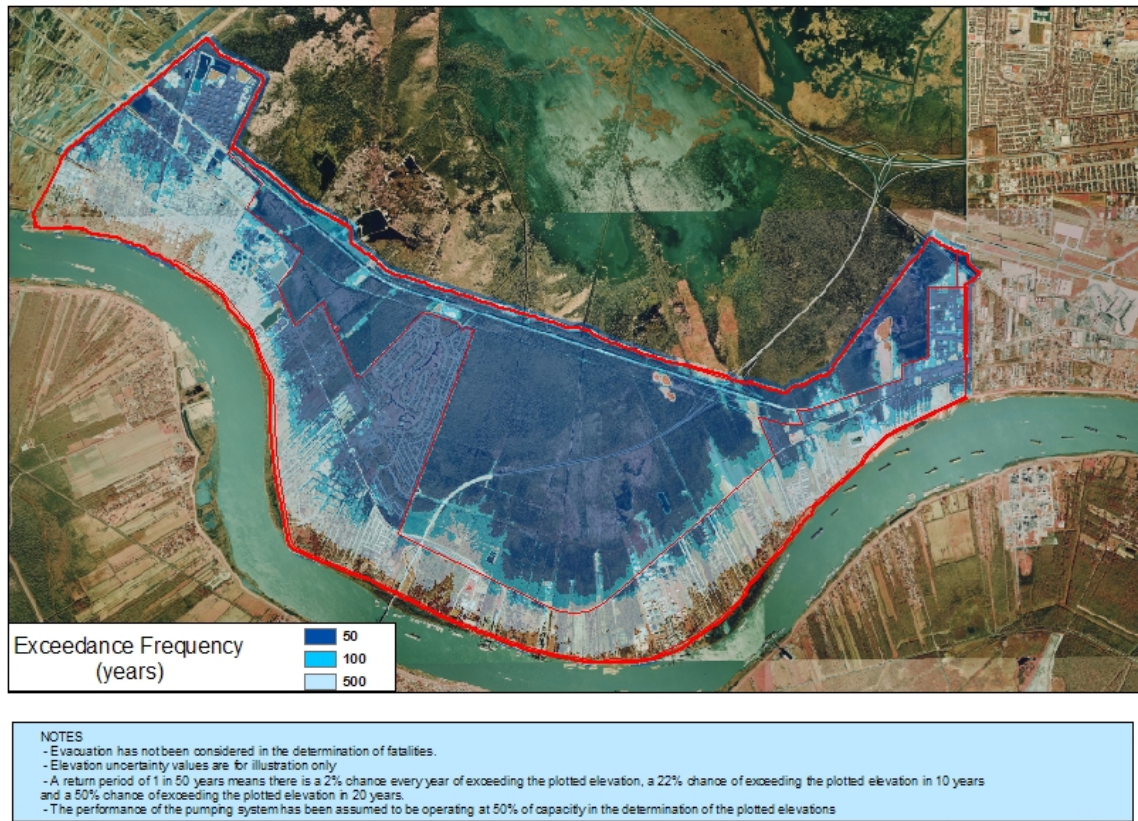 Exceedance Frequency
(years)
50
100
500
NOTES
- Evacuation has not been considered in the determination of fatalities.
- Elevation uncertainty values are for illustration only
- A return period of 1 in 50 years means there is a 2% chance every year of exceeding the plotted elevation, a 22% chance of exceeding the plotted elevation in 10 years
and a 50% chance of exceeding the plotted elevation in 20 years.
- The performance of the pumping system has been assumed to be operating at 50% of capacity in the determination of the plotted elevations